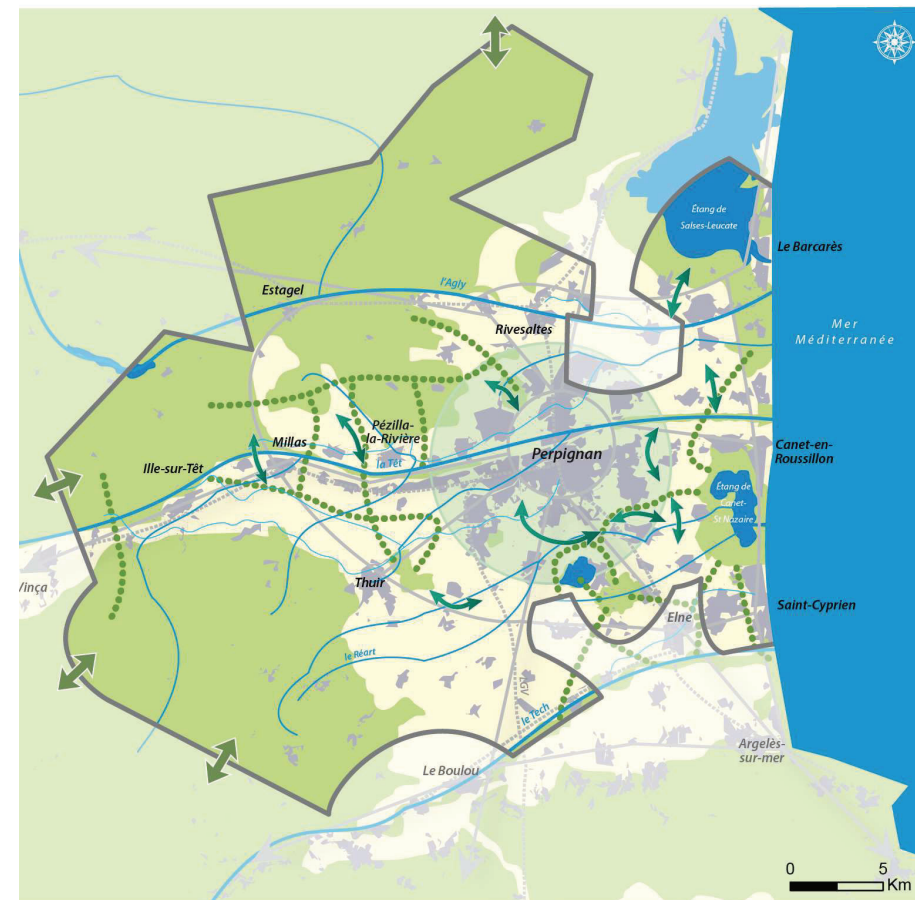 Étang de
Salses-Leucate
Le Barcarès
Estagel
l'Agly
Rivesaltes
Mer
Méditerranée
Pézilla-
la-Rivière
Millas
la Têt
Ille-sur-Têt
Perpignan
Canet-en-
Roussillon
Étang de
Canet-
St Nazaire
Vinça
Thuir
Saint-Cyprien
Elne
le Réart
LGV
le Tech
Argelès-
sur-mer
Le Boulou
0 5
Km